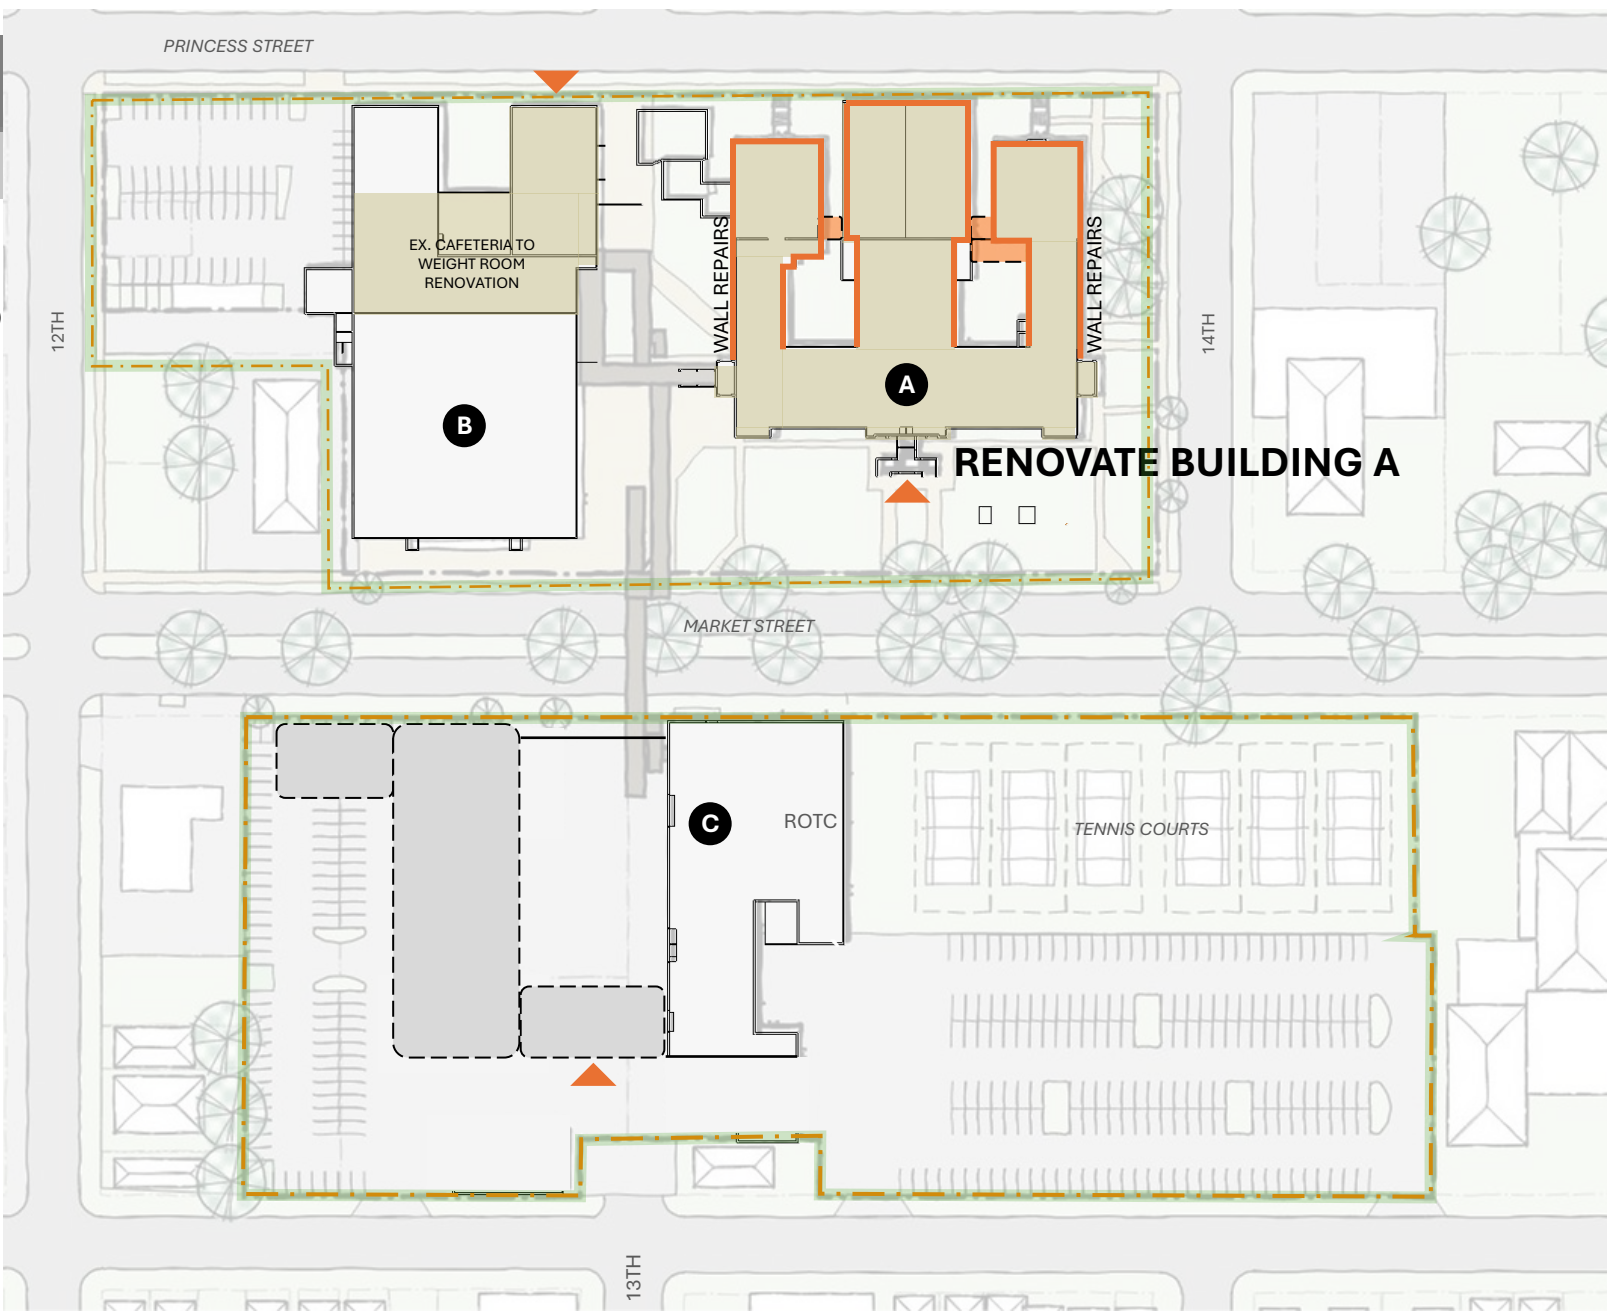 PRINCESS STREET
EX. CAFETERIA TO
WEIGHT ROOM
RENOVATION
WALL REPAIRS
WALL REPAIRS
12TH
14TH
A
B
RENOVATE BUILDING A
MARKET STREET
C
ROTC
TENNIS COURTS
13TH